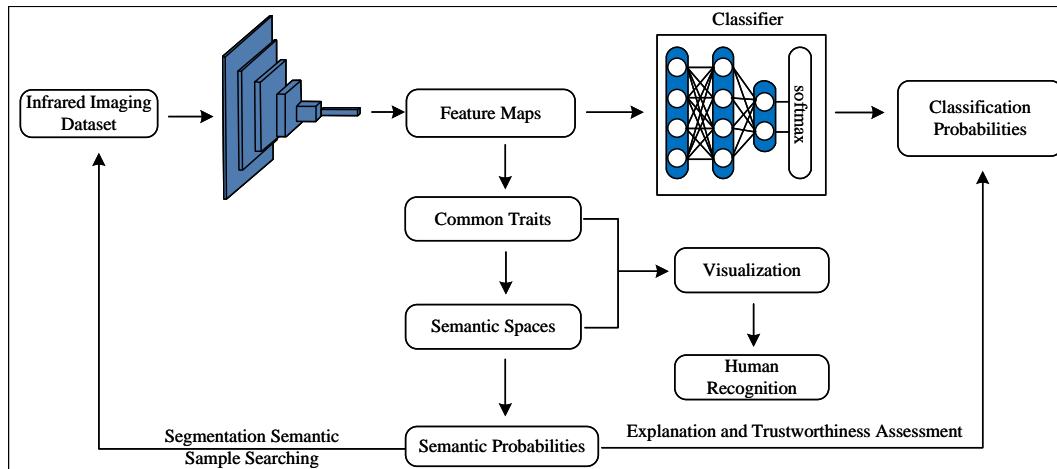 Classifier
Infrared Imaging
Dataset
Feature Maps
softmax
Classification
Probabilities
Common Traits
Visualization
Semantic Spaces
Human
Recognition
Segmentation Semantic
Sample Searching
Semantic Probabilities
Explanation and Trustworthiness Assessment